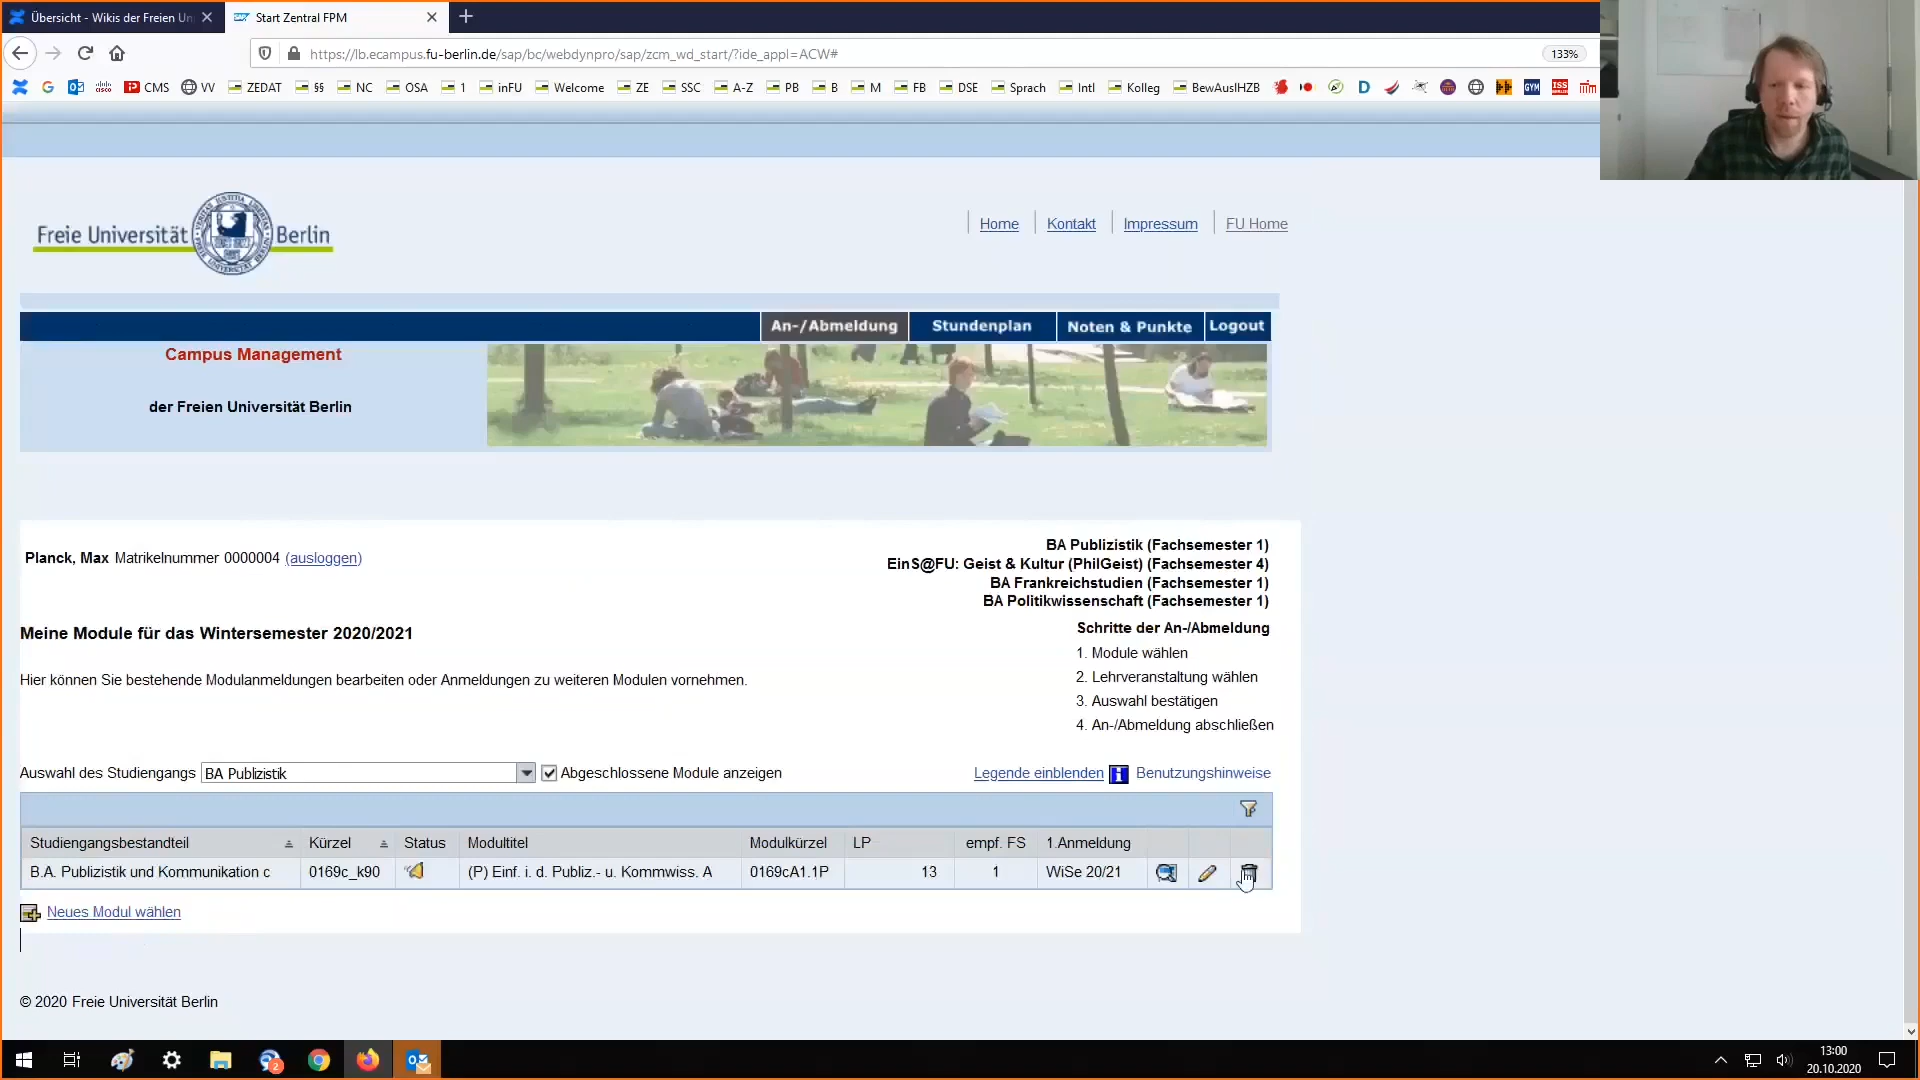 Übersicht - Wikis der Freien Un
Start Zentral FPM
https://lb.ecampus.fu-berlin.de/sap/bc/webdynpro/sap/zcm_wd_start/?ide_appl=ACW#
133%
CMS VV ZEDAT §§ NC OSA 1 inFU Welcome ZE SSC A-Z PB B M FB DSE Sprach Intl Kolleg BewAuslHZB
Freie Universität Berlin
Home Kontakt Impressum FU Home
An-/Abmeldung Stundenplan Noten & Punkte Logout
Campus Management
der Freien Universität Berlin
Planck, Max Matrikelnummer 0000004 (ausloggen)
BA Publizistik (Fachsemester 1)
EinS@FU: Geist & Kultur (PhilGeist) (Fachsemester 4)
BA Frankreichstudien (Fachsemester 1)
BA Politikwissenschaft (Fachsemester 1)
Meine Module für das Wintersemester 2020/2021
Schritte der An-/Abmeldung
1. Module wählen
Hier können Sie bestehende Modulanmeldungen bearbeiten oder Anmeldungen zu weiteren Modulen vornehmen.
2. Lehrveranstaltung wählen
3. Auswahl bestätigen
4. An-/Abmeldung abschließen
Auswahl des Studiengangs BA Publizistik Abgeschlossene Module anzeigen Legende einblenden Benutzungshinweise
Studiengangsbestandteil Kürzel Status Modultitel Modulkürzel LP empf. FS 1.Anmeldung
B.A. Publizistik und Kommunikation c 0169c_k90 (P) Einf. i. d. Publiz.- u. Kommwiss. A 0169cA1.1P 13 1 WiSe 20/21
Neues Modul wählen
© 2020 Freie Universität Berlin
2
13:00
20.10.2020